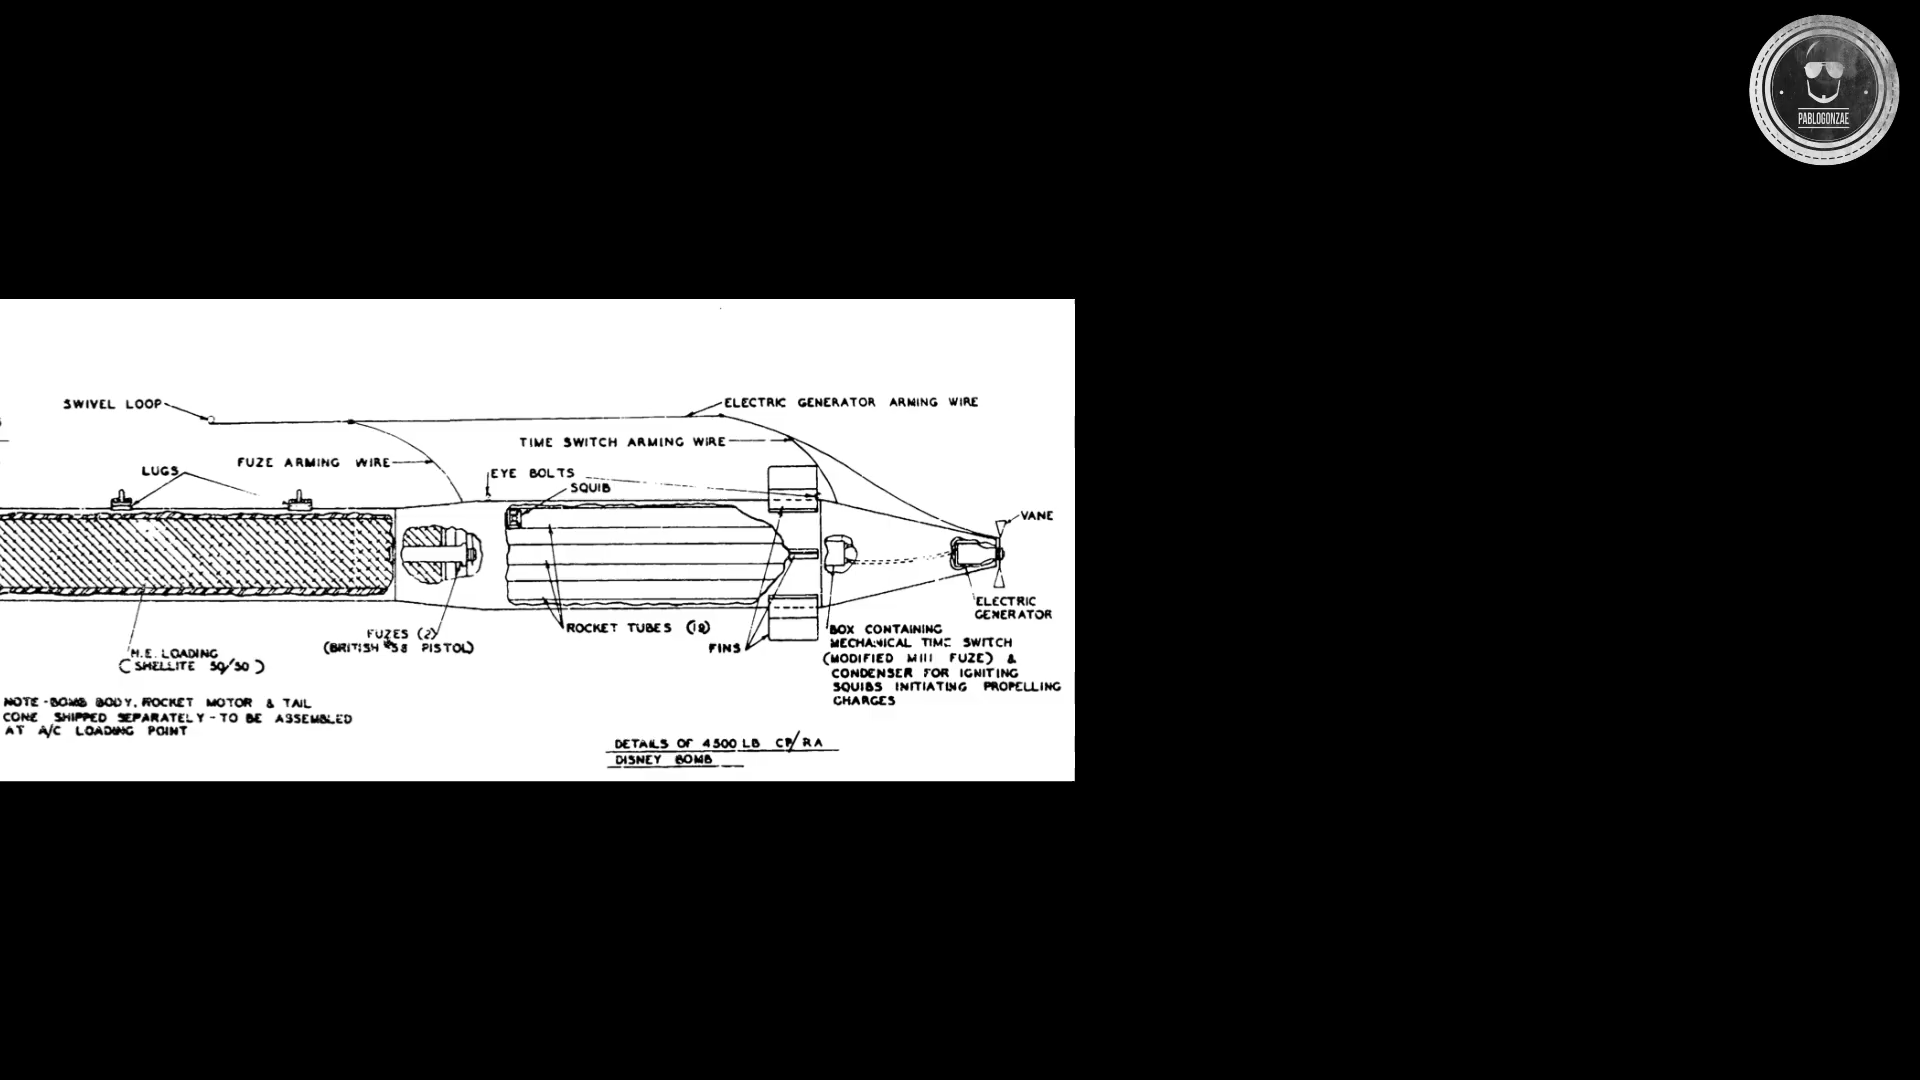 PABLOGONZAE
SWIVEL LOOP
ELECTRIC GENERATOR ARMING WIRE
TIME SWITCH ARMING WIRE
FUZE ARMING WIRE
LUGS
EYE BOLTS
SQUIB
VANE
ELECTRIC
GENERATOR
ROCKET TUBES (19)
FUZES (2)
(BRITISH #58 PISTOL)
FINS
BOX CONTAINING
MECHANICAL TIME SWITCH
(MODIFIED M111 FUZE) &
CONDENSER FOR IGNITING
SQUIBS INITIATING PROPELLING
CHARGES
H.E. LOADING
(SHELLITE 50/50)
NOTE-BOMB BODY, ROCKET MOTOR & TAIL
CONE SHIPPED SEPARATELY-TO BE ASSEMBLED
AT A/C LOADING POINT
DETAILS OF 4500 LB CP/RA
DISNEY BOMB